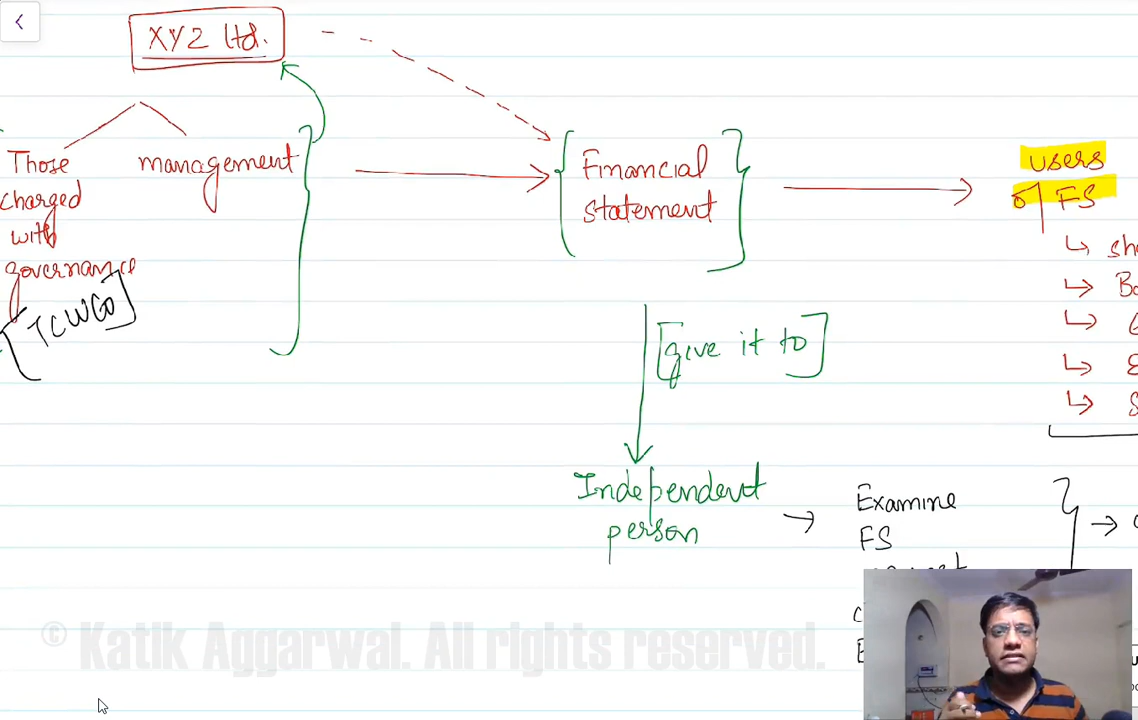 XYZ ltd.
Those
charged
with
governance
[TCWG]
management
Financial
statement
users
of FS
[give it to]
Independent
person
Examine
FS
© Katik Aggarwal. All rights reserved.